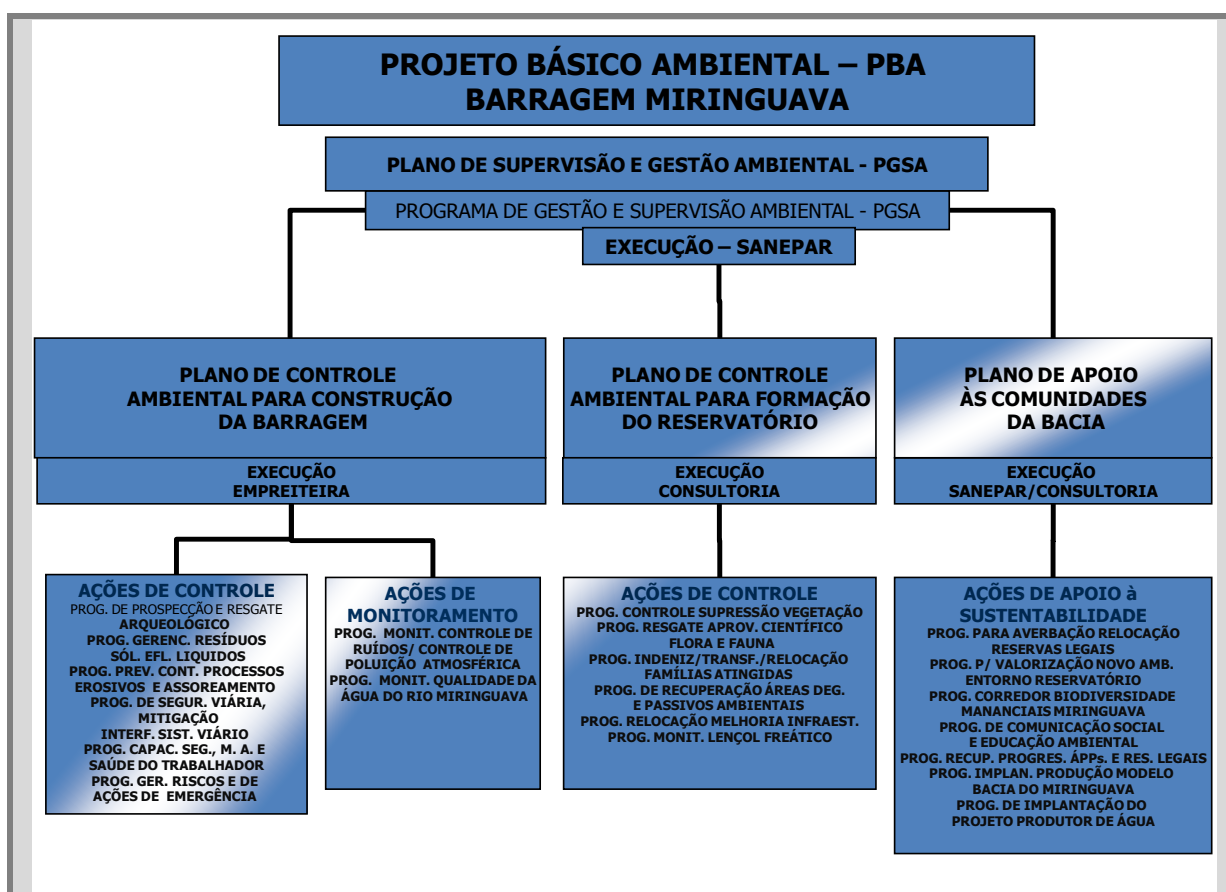 PROJETO BÁSICO AMBIENTAL – PBA
BARRAGEM MIRINGUAVA
PLANO DE SUPERVISÃO E GESTÃO AMBIENTAL - PGSA
PROGRAMA DE GESTÃO E SUPERVISÃO AMBIENTAL - PGSA
EXECUÇÃO – SANEPAR
PLANO DE CONTROLE
AMBIENTAL PARA CONSTRUÇÃO
DA BARRAGEM
EXECUÇÃO
EMPREITEIRA
PLANO DE CONTROLE
AMBIENTAL PARA FORMAÇÃO
DO RESERVATÓRIO
EXECUÇÃO
CONSULTORIA
PLANO DE APOIO
ÀS COMUNIDADES
DA BACIA
EXECUÇÃO
SANEPAR/CONSULTORIA
AÇÕES DE CONTROLE
PROG. DE PROSPECÇÃO E RESGATE
ARQUEOLÓGICO
PROG. GERENC. RESÍDUOS
SÓL. EFL. LIQUIDOS
PROG. PREV. CONT. PROCESSOS
EROSIVOS E ASSOREAMENTO
PROG. DE SEGUR. VIÁRIA,
MITIGAÇÃO
INTERF. SIST. VIÁRIO
PROG. CAPAC. SEG., M. A. E
SAÚDE DO TRABALHADOR
PROG. GER. RISCOS E DE
AÇÕES DE EMERGÊNCIA
AÇÕES DE
MONITORAMENTO
PROG. MONIT. CONTROLE DE
RUÍDOS/ CONTROLE DE
POLUIÇÃO ATMOSFÉRICA
PROG. MONIT. QUALIDADE DA
ÁGUA DO RIO MIRINGUAVA
AÇÕES DE CONTROLE
PROG. CONTROLE SUPRESSÃO VEGETAÇÃO
PROG. RESGATE APROV. CIENTÍFICO
FLORA E FAUNA
PROG. INDENIZ/TRANSF./RELOCAÇÃO
FAMÍLIAS ATINGIDAS
PROG. DE RECUPERAÇÃO ÁREAS DEG.
E PASSIVOS AMBIENTAIS
PROG. RELOCAÇÃO MELHORIA INFRAEST.
PROG. MONIT. LENÇOL FREÁTICO
AÇÕES DE APOIO à
SUSTENTABILIDADE
PROG. PARA AVERBAÇÃO RELOCAÇÃO
RESERVAS LEGAIS
PROG. P/ VALORIZAÇÃO NOVO AMB.
ENTORNO RESERVATÓRIO
PROG. CORREDOR BIODIVERSIDADE
MANANCIAIS MIRINGUAVA
PROG. DE COMUNICAÇÃO SOCIAL
E EDUCAÇÃO AMBIENTAL
PROG. RECUP. PROGRES. ÁPPs. E RES. LEGAIS
PROG. IMPLAN. PRODUÇÃO MODELO
BACIA DO MIRINGUAVA
PROG. DE IMPLANTAÇÃO DO
PROJETO PRODUTOR DE ÁGUA